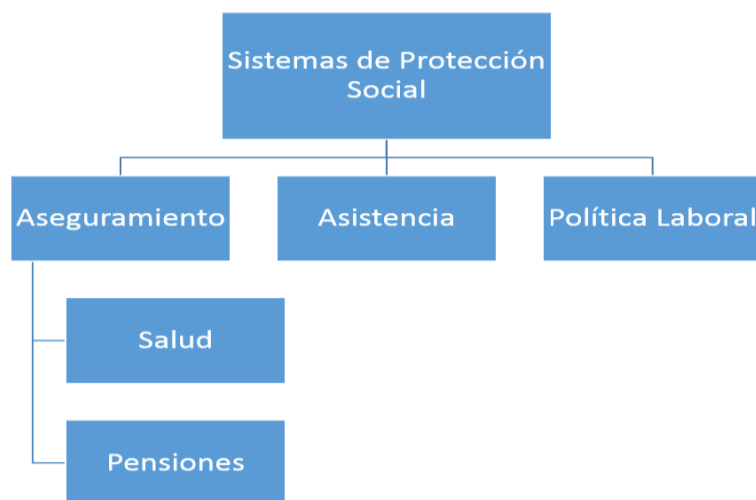 Sistemas de Protección
Social
Aseguramiento
Asistencia
Política Laboral
Salud
Pensiones